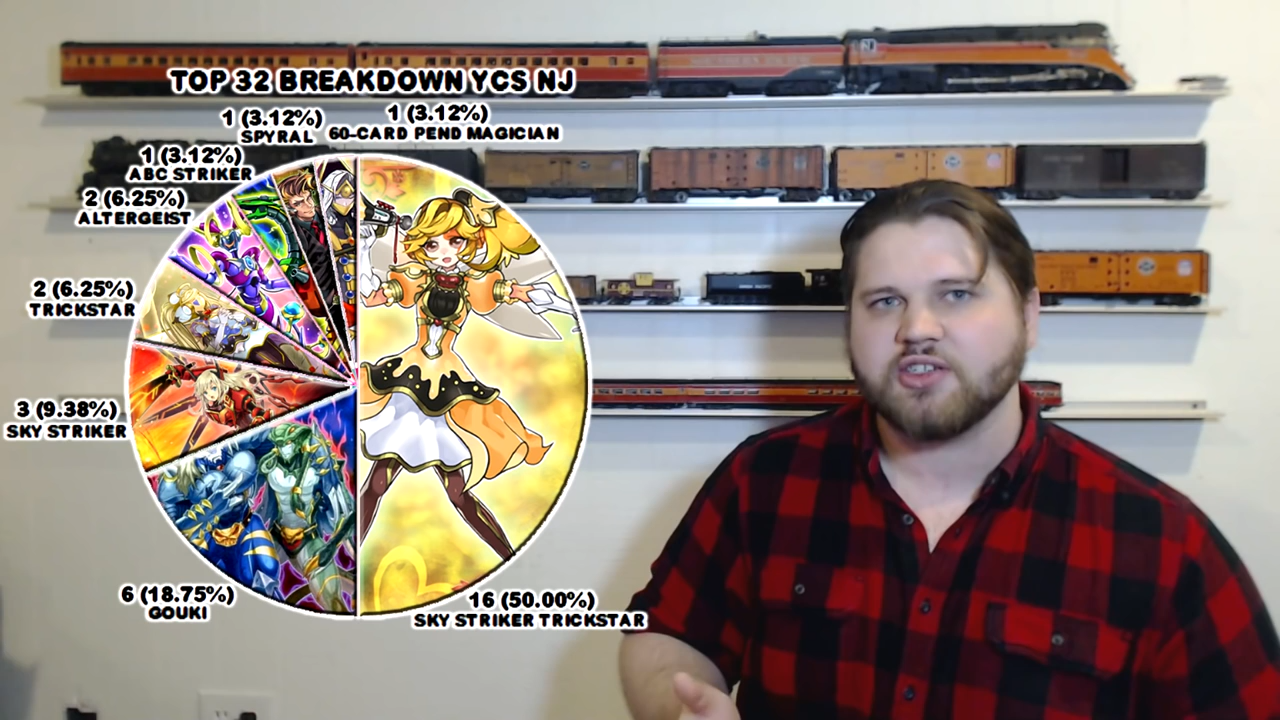 TOP 32 BREAKDOWN YCS NJ
1 (3.12%)
SPYRAL
1 (3.12%)
60-CARD PEND MAGICIAN
1 (3.12%)
ABC STRIKER
2 (6.25%)
ALTERGEIST
2 (6.25%)
TRICKSTAR
3 (9.38%)
SKY STRIKER
6 (18.75%)
GOUKI
16 (50.00%)
SKY STRIKER TRICKSTAR